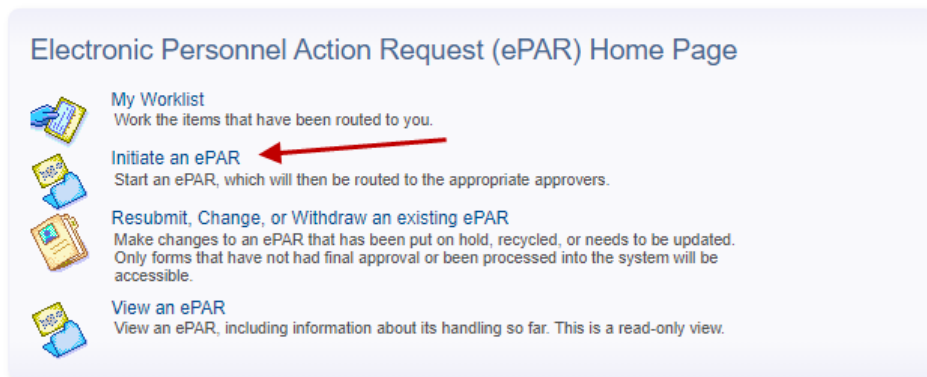 Electronic Personnel Action Request (ePAR) Home Page
My Worklist
Work the items that have been routed to you.
Initiate an ePAR
Start an ePAR, which will then be routed to the appropriate approvers.
Resubmit, Change, or Withdraw an existing ePAR
Make changes to an ePAR that has been put on hold, recycled, or needs to be updated.
Only forms that have not had final approval or been processed into the system will be
accessible.
View an ePAR
View an ePAR, including information about its handling so far. This is a read-only view.